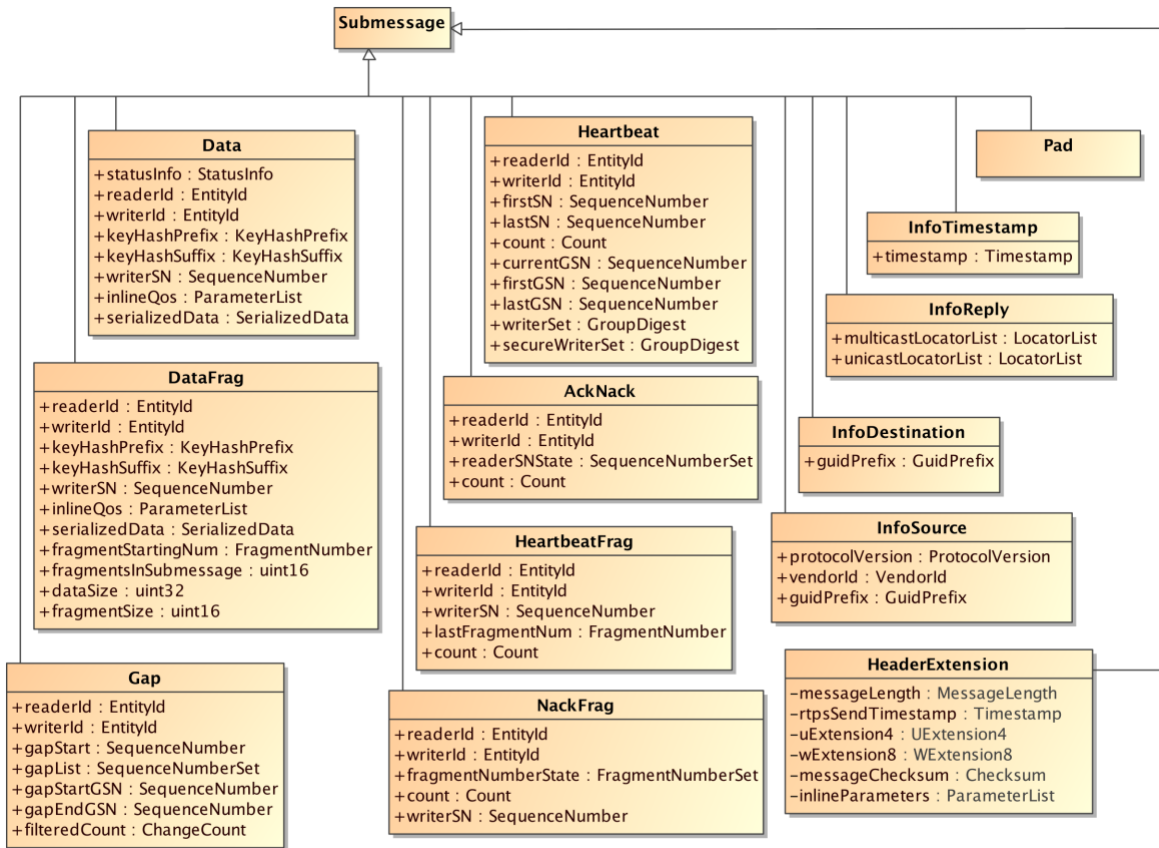 Submessage
Data
+statusInfo : StatusInfo
+readerId : EntityId
+writerId : EntityId
+keyHashPrefix : KeyHashPrefix
+keyHashSuffix : KeyHashSuffix
+writerSN : SequenceNumber
+inlineQos : ParameterList
+serializedData : SerializedData
Heartbeat
+readerId : EntityId
+writerId : EntityId
+firstSN : SequenceNumber
+lastSN : SequenceNumber
+count : Count
+currentGSN : SequenceNumber
+firstGSN : SequenceNumber
+lastGSN : SequenceNumber
+writerSet : GroupDigest
+secureWriterSet : GroupDigest
Pad
InfoTimestamp
+timestamp : Timestamp
InfoReply
+multicastLocatorList : LocatorList
+unicastLocatorList : LocatorList
DataFrag
+readerId : EntityId
+writerId : EntityId
+keyHashPrefix : KeyHashPrefix
+keyHashSuffix : KeyHashSuffix
+writerSN : SequenceNumber
+inlineQos : ParameterList
+serializedData : SerializedData
+fragmentStartingNum : FragmentNumber
+fragmentsInSubmessage : uint16
+dataSize : uint32
+fragmentSize : uint16
AckNack
+readerId : EntityId
+writerId : EntityId
+readerSNState : SequenceNumberSet
+count : Count
InfoDestination
+guidPrefix : GuidPrefix
HeartbeatFrag
+readerId : EntityId
+writerId : EntityId
+writerSN : SequenceNumber
+lastFragmentNum : FragmentNumber
+count : Count
InfoSource
+protocolVersion : ProtocolVersion
+vendorId : VendorId
+guidPrefix : GuidPrefix
Gap
+readerId : EntityId
+writerId : EntityId
+gapStart : SequenceNumber
+gapList : SequenceNumberSet
+gapStartGSN : SequenceNumber
+gapEndGSN : SequenceNumber
+filteredCount : ChangeCount
NackFrag
+readerId : EntityId
+writerId : EntityId
+fragmentNumberState : FragmentNumberSet
+count : Count
+writerSN : SequenceNumber
HeaderExtension
-messageLength : MessageLength
-rtpsSendTimestamp : Timestamp
-uExtension4 : UExtension4
-wExtension8 : WExtension8
-messageChecksum : Checksum
-inlineParameters : ParameterList